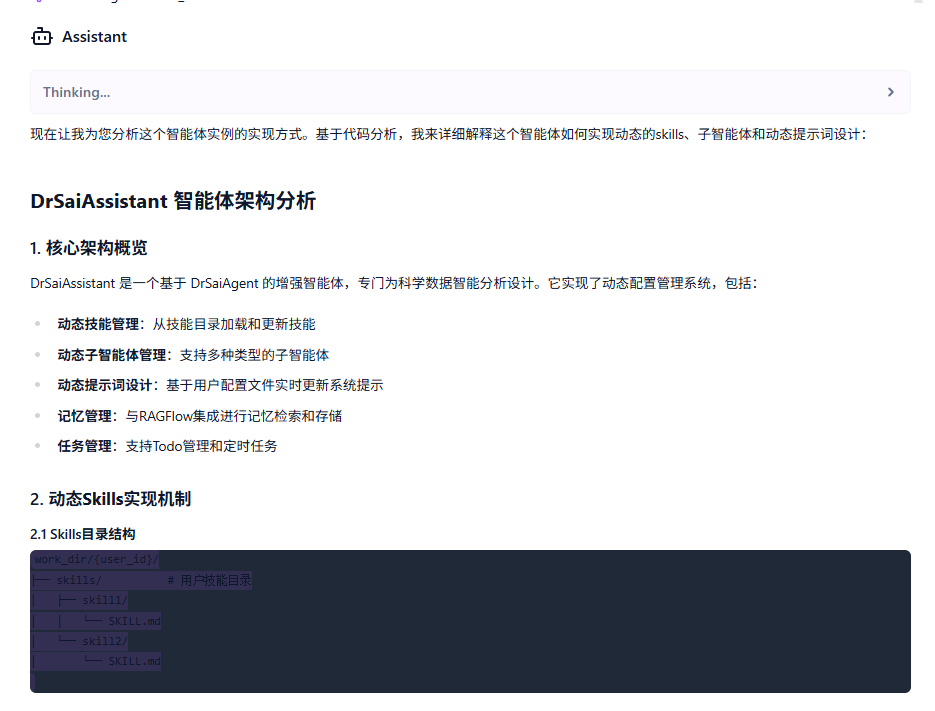 Assistant
Thinking...
现在让我为您分析这个智能体实例的实现方式。基于代码分析，我来详细解释这个智能体如何实现动态的skills、子智能体和动态提示词设计：
DrSaiAssistant 智能体架构分析
1. 核心架构概览
DrSaiAssistant 是一个基于 DrSaiAgent 的增强智能体，专门为科学数据智能分析设计。它实现了动态配置管理系统，包括：
动态技能管理：从技能目录加载和更新技能
动态子智能体管理：支持多种类型的子智能体
动态提示词设计：基于用户配置文件实时更新系统提示
记忆管理：与RAGFlow集成进行记忆检索和存储
任务管理：支持Todo管理和定时任务
2. 动态Skills实现机制
2.1 Skills目录结构
work_dir/{user_id}/
├── skills/          # 用户技能目录
│   ├── skill1/
│   │   └── SKILL.md
│   └── skill2/
│       └── SKILL.md